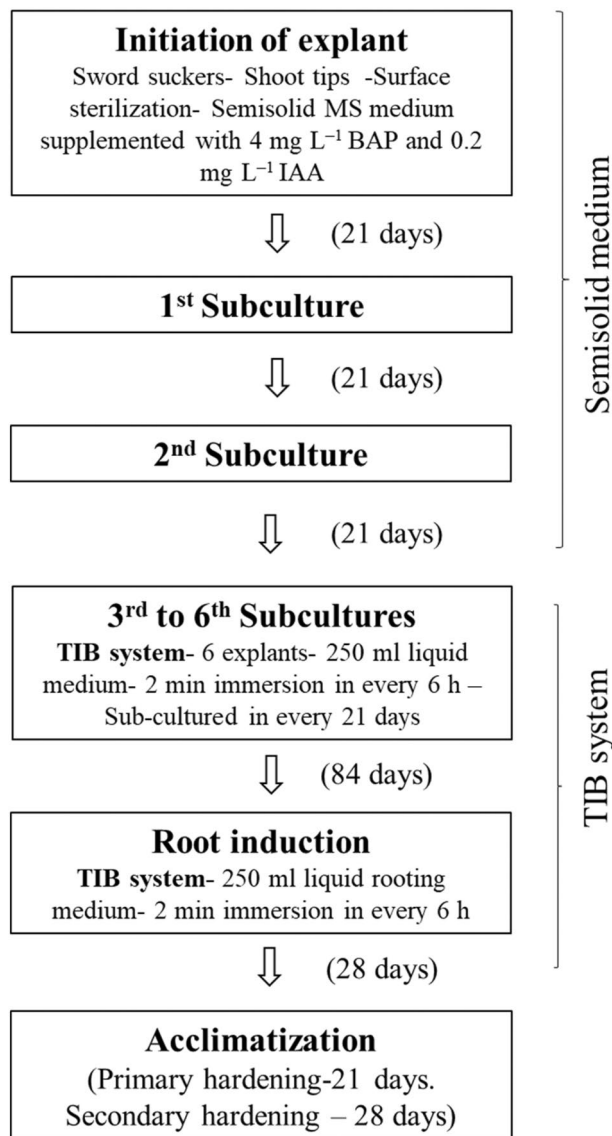 Initiation of explant
Sword suckers- Shoot tips -Surface
sterilization- Semisolid MS medium
supplemented with 4 mg L⁻¹ BAP and 0.2
mg L⁻¹ IAA
(21 days)
1st Subculture
(21 days)
2nd Subculture
(21 days)
Semisolid medium
3rd to 6th Subcultures
TIB system- 6 explants- 250 ml liquid
medium- 2 min immersion in every 6 h –
Sub-cultured in every 21 days
(84 days)
Root induction
TIB system- 250 ml liquid rooting
medium- 2 min immersion in every 6 h
(28 days)
TIB system
Acclimatization
(Primary hardening-21 days.
Secondary hardening – 28 days)